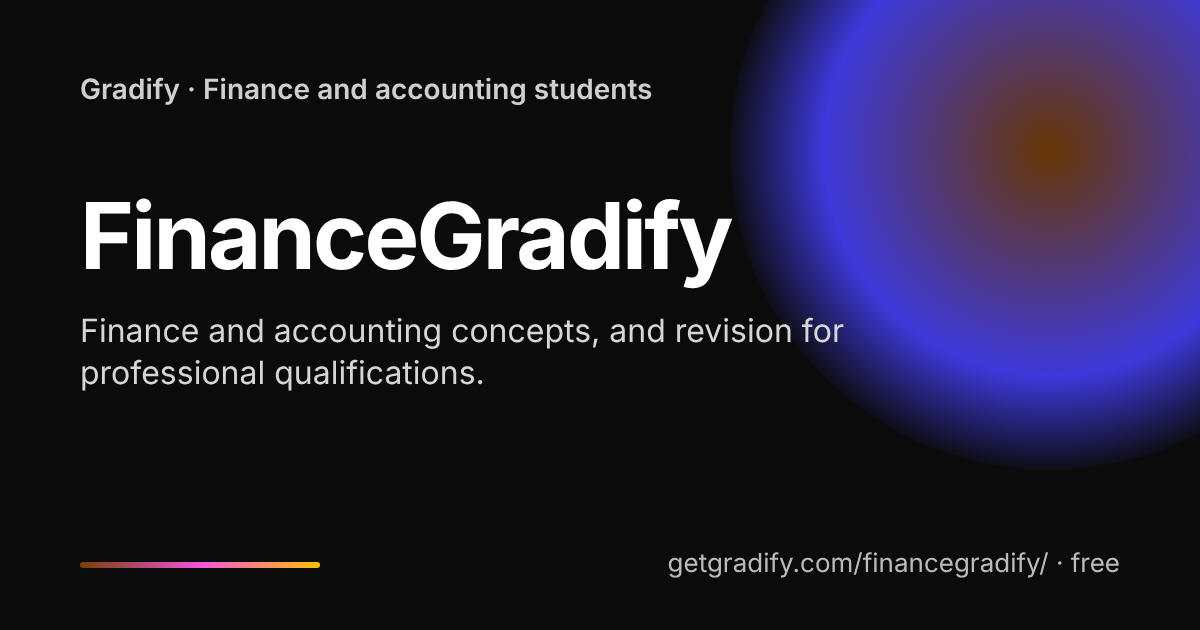 Gradify · Finance and accounting students
FinanceGradify
Finance and accounting concepts, and revision for
professional qualifications.
getgradify.com/financegradify/ · free